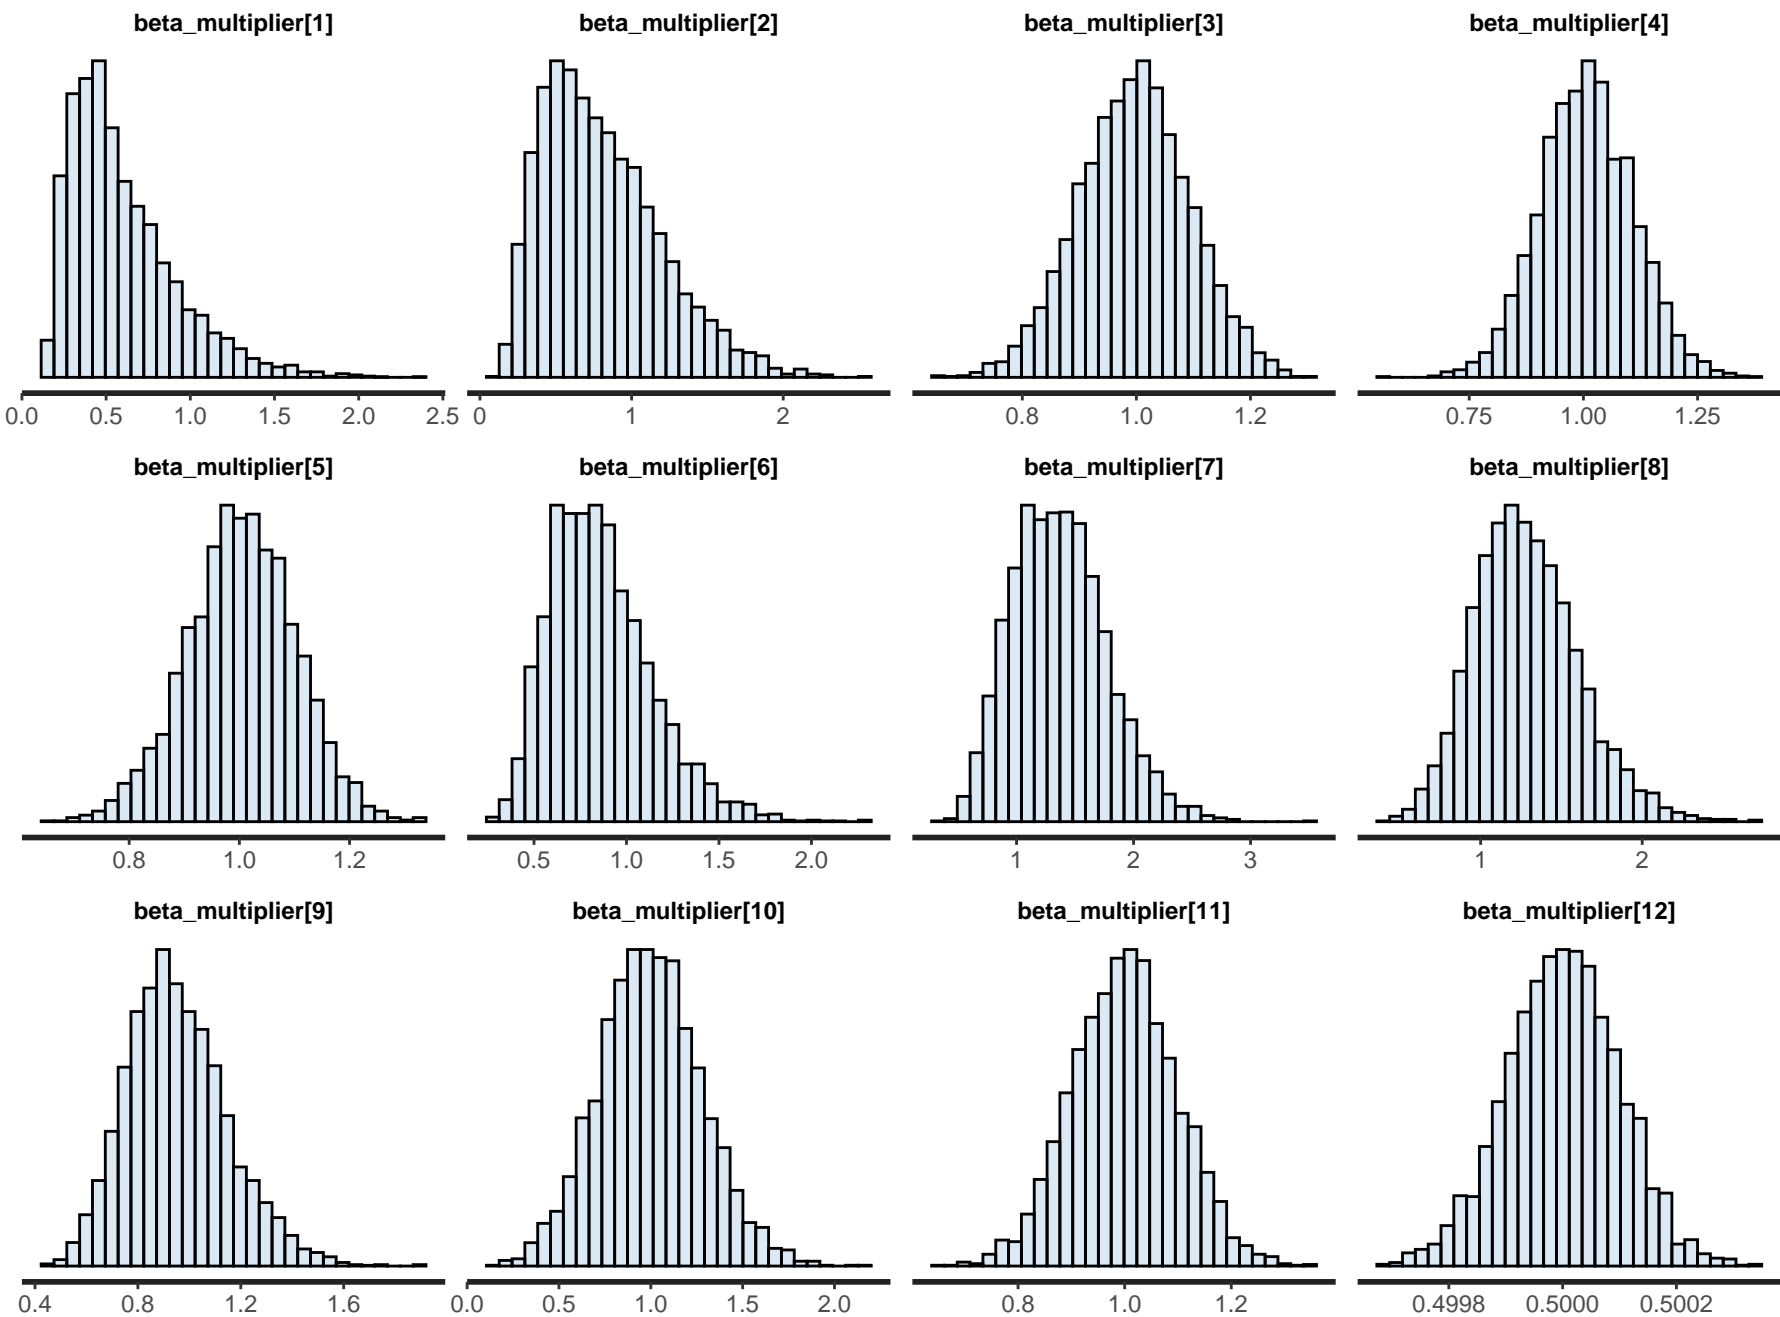 beta_multiplier[1] beta_multiplier[2] beta_multiplier[3] beta_multiplier[4]
0.0 0.5 1.0 1.5 2.0 2.5 0 1 2 0.8 1.0 1.2 0.75 1.00 1.25
beta_multiplier[5] beta_multiplier[6] beta_multiplier[7] beta_multiplier[8]
0.8 1.0 1.2 0.5 1.0 1.5 2.0 1 2 3 1 2
beta_multiplier[9] beta_multiplier[10] beta_multiplier[11] beta_multiplier[12]
0.4 0.8 1.2 1.6 0.0 0.5 1.0 1.5 2.0 0.8 1.0 1.2 0.4998 0.5000 0.5002